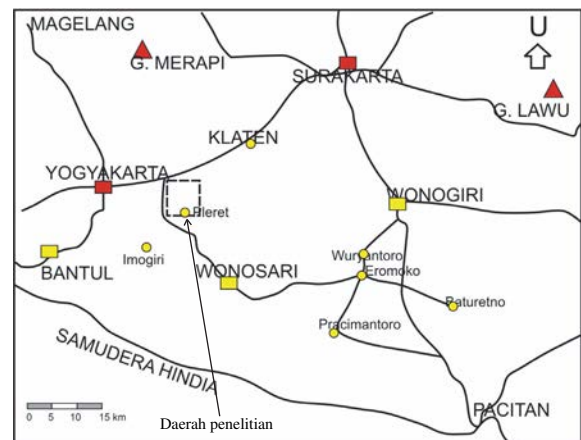 MAGELANG
U
G. MERAPI
SURAKARTA
G. LAWU
KLATEN
YOGYAKARTA
WONOGIRI
Pleret
Wuryantoro
Imogiri
Eromoko
BANTUL
WONOSARI
Baturetno
Pracimantoro
SAMUDERA HINDIA
PACITAN
0 5 10 15 km
Daerah penelitian